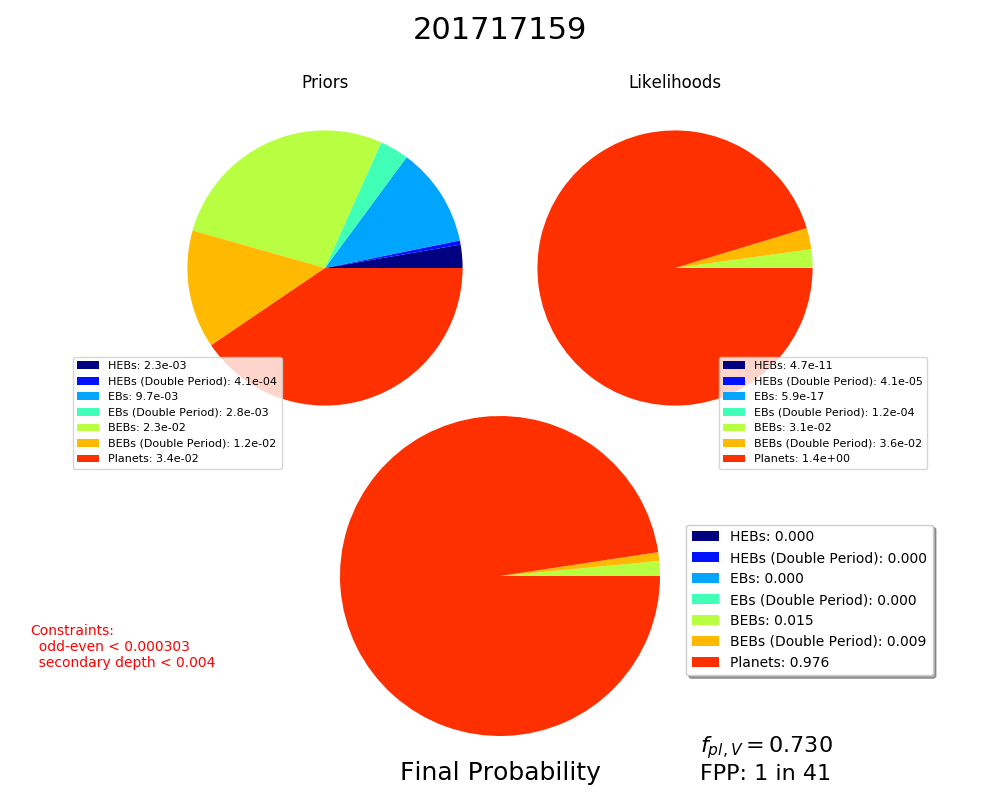 201717159
Priors
Likelihoods
HEBs: 2.3e-03
HEBs (Double Period): 4.1e-04
EBs: 9.7e-03
EBs (Double Period): 2.8e-03
BEBs: 2.3e-02
BEBs (Double Period): 1.2e-02
Planets: 3.4e-02
HEBs: 4.7e-11
HEBs (Double Period): 4.1e-05
EBs: 5.9e-17
EBs (Double Period): 1.2e-04
BEBs: 3.1e-02
BEBs (Double Period): 3.6e-02
Planets: 1.4e+00
HEBs: 0.000
HEBs (Double Period): 0.000
EBs: 0.000
EBs (Double Period): 0.000
BEBs: 0.015
BEBs (Double Period): 0.009
Planets: 0.976
Constraints:
odd-even < 0.000303
secondary depth < 0.004
Final Probability
f_{pl, V} = 0.730
FPP: 1 in 41